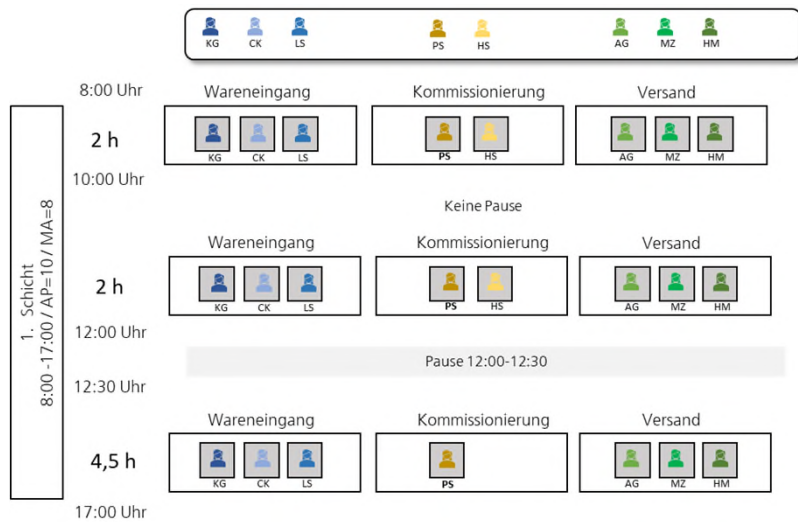 KG CK LS PS HS AG MZ HM
8:00 Uhr Wareneingang Kommissionierung Versand
2 h
KG CK LS PS HS AG MZ HM
10:00 Uhr
Keine Pause
1. Schicht
8:00 -17:00 / AP=10 / MA=8
Wareneingang Kommissionierung Versand
2 h
KG CK LS PS HS AG MZ HM
12:00 Uhr
Pause 12:00-12:30
12:30 Uhr
Wareneingang Kommissionierung Versand
4,5 h
KG CK LS PS AG MZ HM
17:00 Uhr